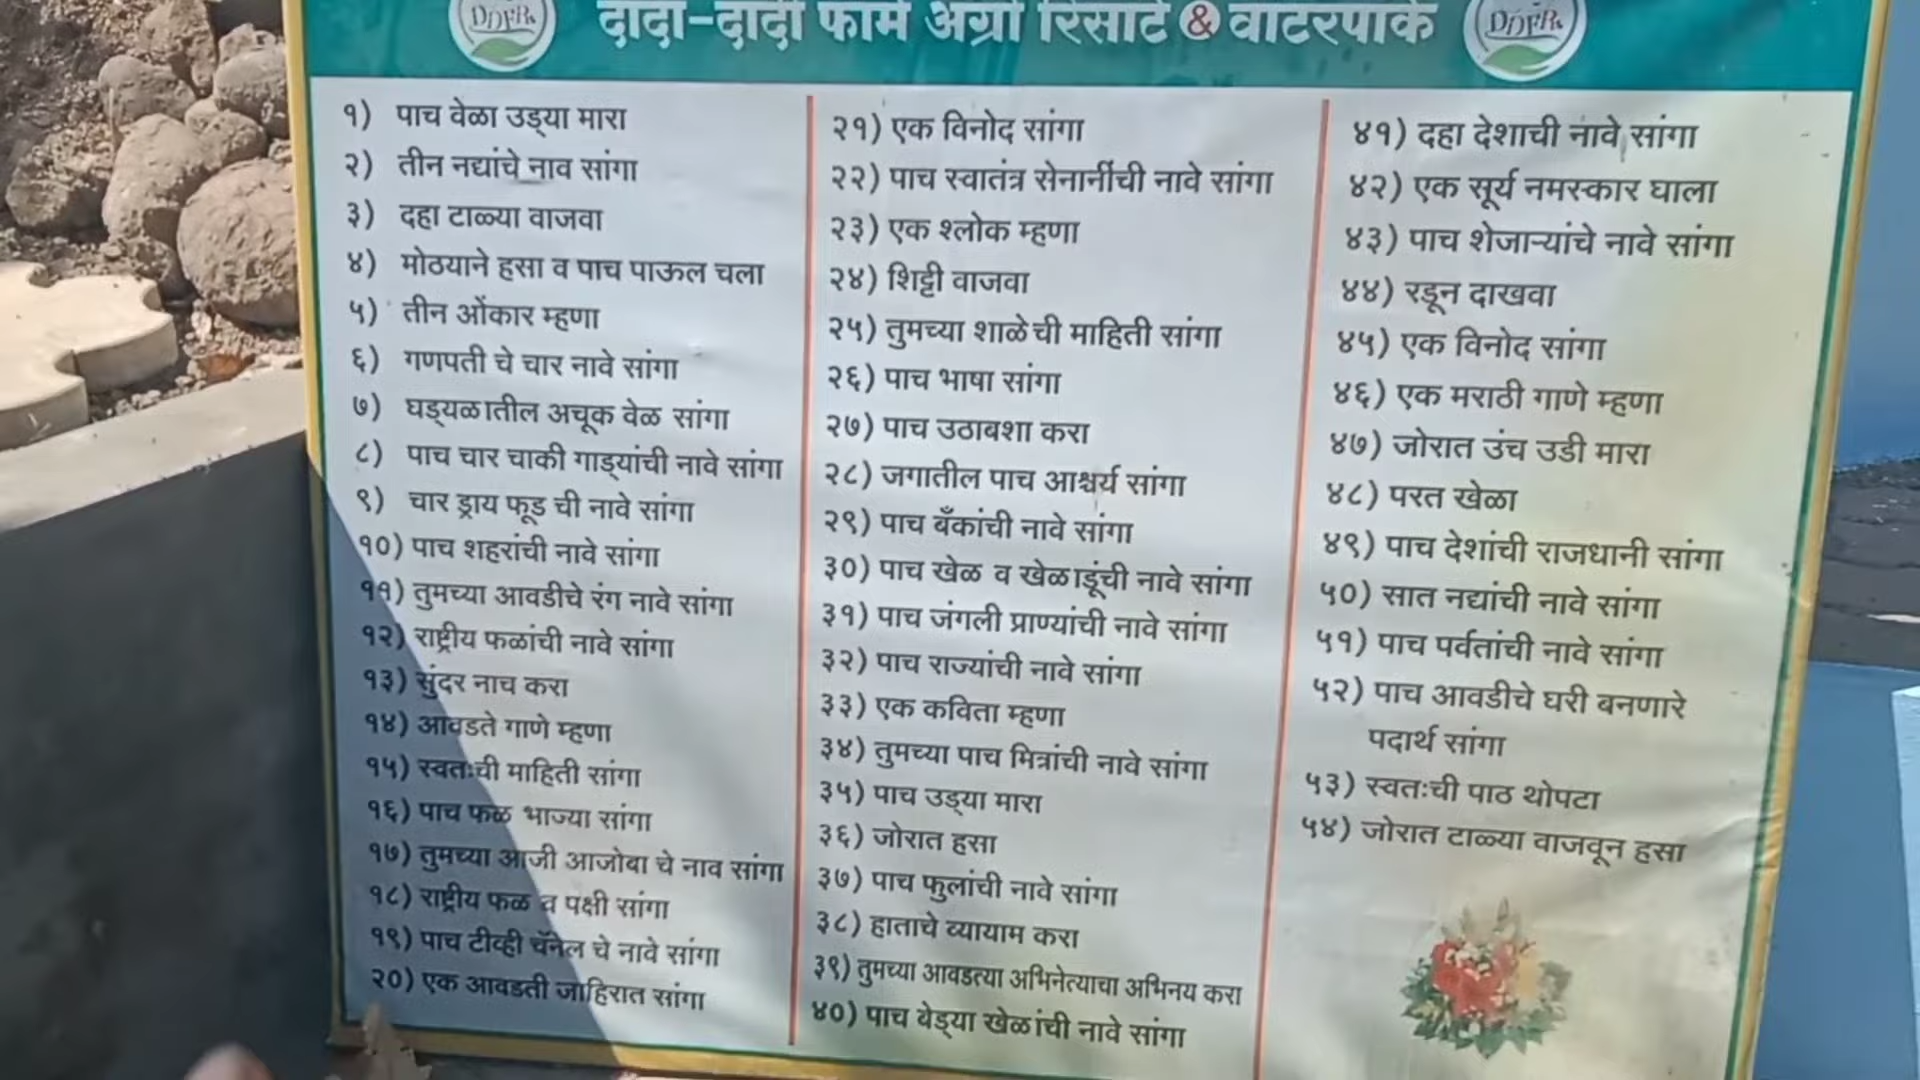 DDFRs
दादा-दादी फार्म अॅग्रो रिसॉर्ट & वाटरपार्क
DDFRs
१) पाच वेळा उड्या मारा
२) तीन नद्यांचे नाव सांगा
३) दहा टाळ्या वाजवा
४) मोठयाने हसा व पाच पाऊल चला
५) तीन ओंकार म्हणा
६) गणपती चे चार नावे सांगा
७) घड्यळातील अचूक वेळ सांगा
८) पाच चार चाकी गाड्यांची नावे सांगा
९) चार ड्राय फूड ची नावे सांगा
१०) पाच शहरांची नावे सांगा
११) तुमच्या आवडीचे रंग नावे सांगा
१२) राष्ट्रीय फळांची नावे सांगा
१३) सुंदर नाच करा
१४) आवडते गाणे म्हणा
१५) स्वतःची माहिती सांगा
१६) पाच फळ भाज्या सांगा
१७) तुमच्या आजी आजोबा चे नाव सांगा
१८) राष्ट्रीय फळ व पक्षी सांगा
१९) पाच टीव्ही चॅनेल चे नावे सांगा
२०) एक आवडती जाहिरात सांगा
२१) एक विनोद सांगा
२२) पाच स्वातंत्र सेनानींची नावे सांगा
२३) एक श्लोक म्हणा
२४) शिट्टी वाजवा
२५) तुमच्या शाळेची माहिती सांगा
२६) पाच भाषा सांगा
२७) पाच उठाबशा करा
२८) जगातील पाच आश्चर्य सांगा
२९) पाच बँकांची नावे सांगा
३०) पाच खेळ व खेळाडूंची नावे सांगा
३१) पाच जंगली प्राण्यांची नावे सांगा
३२) पाच राज्यांची नावे सांगा
३३) एक कविता म्हणा
३४) तुमच्या पाच मित्रांची नावे सांगा
३५) पाच उड्या मारा
३६) जोरात हसा
३७) पाच फुलांची नावे सांगा
३८) हाताचे व्यायाम करा
३९) तुमच्या आवडत्या अभिनेत्याचा अभिनय करा
४०) पाच बेड्या खेळांची नावे सांगा
४१) दहा देशाची नावे सांगा
४२) एक सूर्य नमस्कार घाला
४३) पाच शेजाऱ्यांचे नावे सांगा
४४) रडून दाखवा
४५) एक विनोद सांगा
४६) एक मराठी गाणे म्हणा
४७) जोरात उंच उडी मारा
४८) परत खेळा
४९) पाच देशांची राजधानी सांगा
५०) सात नद्यांची नावे सांगा
५१) पाच पर्वतांची नावे सांगा
५२) पाच आवडीचे घरी बनणारे
पदार्थ सांगा
५३) स्वतःची पाठ थोपटा
५४) जोरात टाळ्या वाजवून हसा